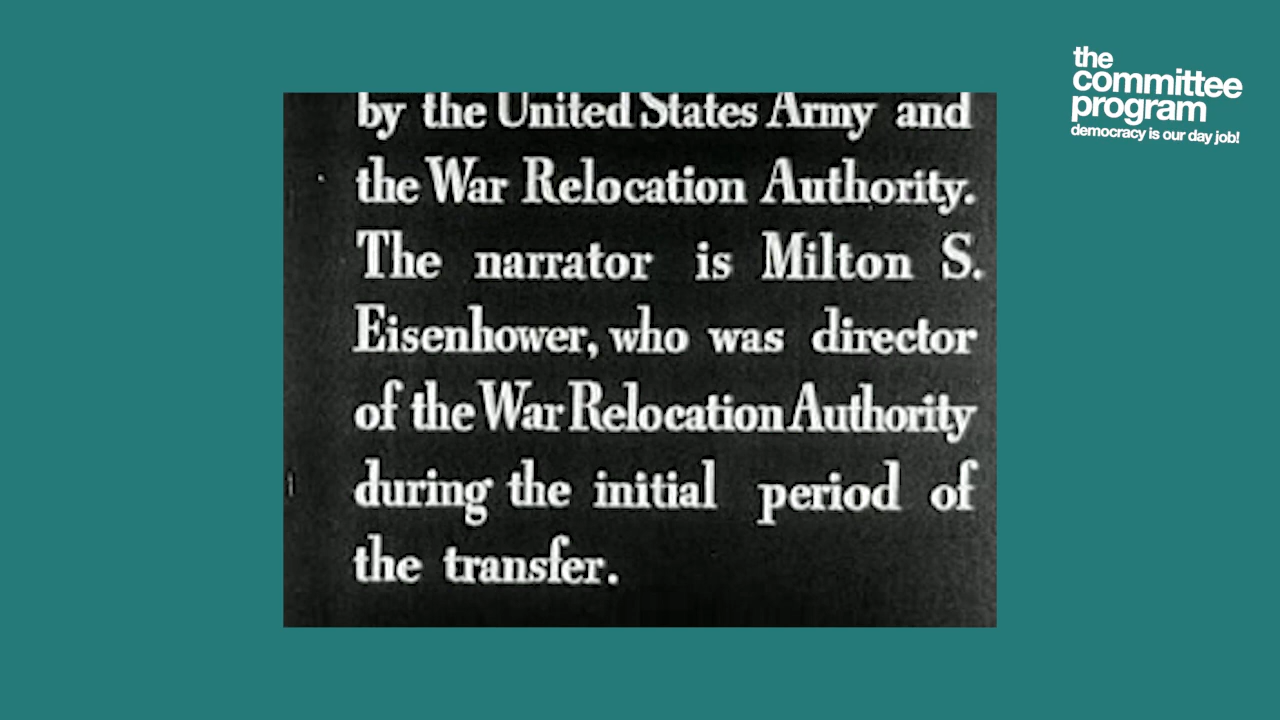 by the United States Army and
the War Relocation Authority.
The narrator is Milton S.
Eisenhower, who was director
of the War Relocation Authority
during the initial period of
the transfer.
the
committee
program
democracy is our day job!